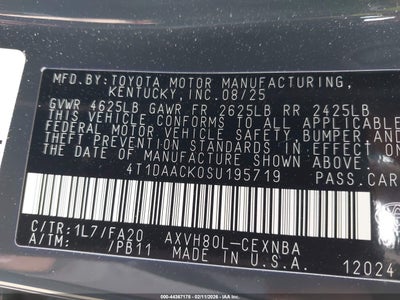 MFD.BY:TOYOTA MOTOR MANUFACTURING,
KENTUCKY,INC.08/25
GVWR 4625LB GAWR FR 2625LB RR 2425LB
THIS VEHICLE CONFORMS TO ALL APPLICABLE
FEDERAL MOTOR VEHICLE SAFETY, BUMPER AND
THEFT PREVENTION STANDARDS IN EFFECT ON
THE DATE OF MANUFACTURE SHOWN ABOVE.
4T1DAACK0SU195719 PASS.CAR
C/TR:1L7/FA20 AXVH80L-CEXNBA
A/TM: /PB11 MADE IN U.S.A. 12024
000-44387176 - 02/11/2026 - IAAI.COM